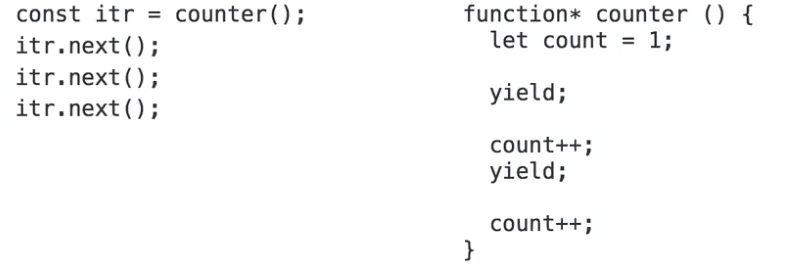 const itr = counter();
itr.next();
itr.next();
itr.next();
function* counter () {
  let count = 1;

  yield;

  count++;
  yield;

  count++;
}